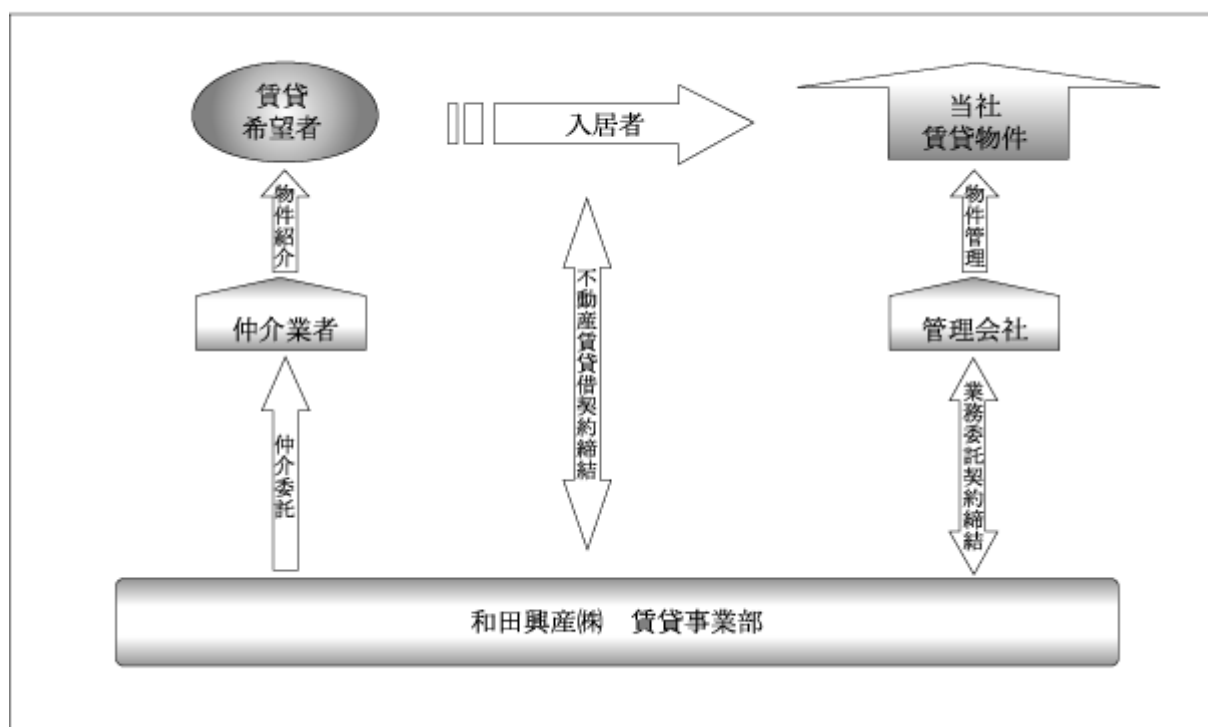 賃貸
希望者
入居者
当社
賃貸物件
物件紹介
物件管理
仲介業者
不動産賃貸借契約締結
管理会社
仲介委託
業務委託契約締結
和田興産㈱　賃貸事業部